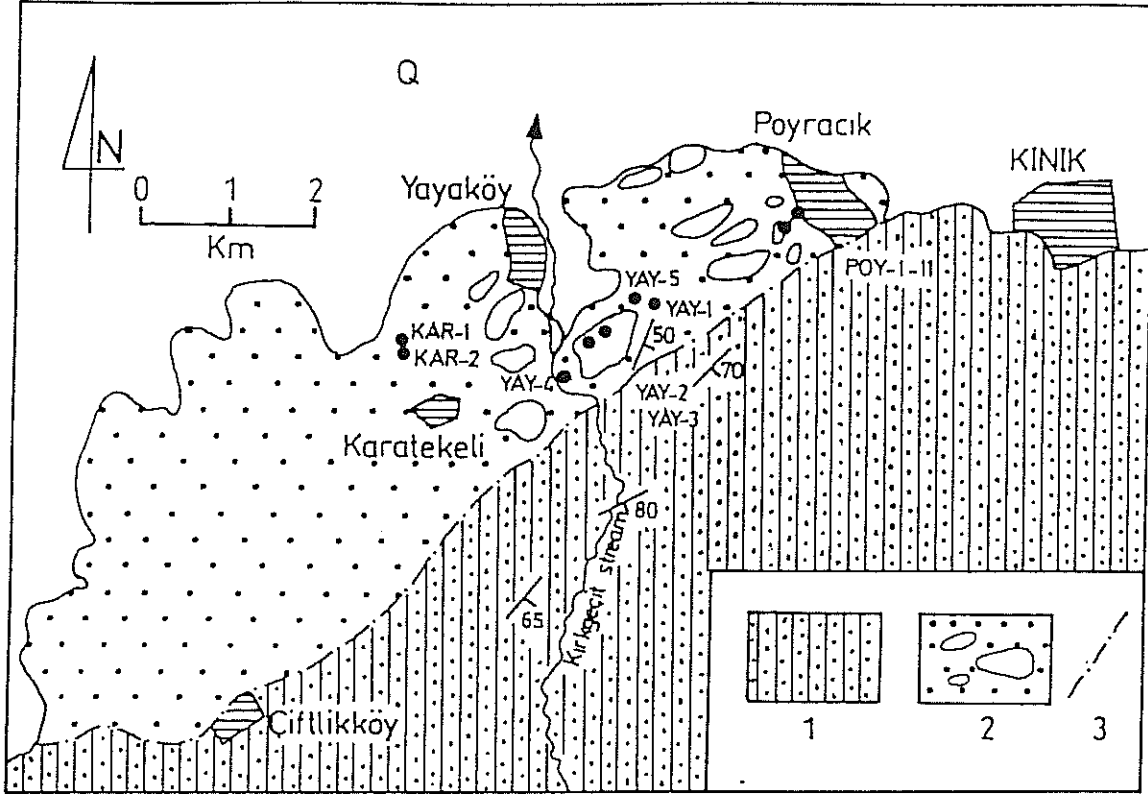 Q
N
0 1 2
Km
Yayaköy
Poyracık
KINIK
POY-1-11
YAY-5
YAY-1
KAR-1
KAR-2
50
YAY-4
70
YAY-2
YAY-3
Karatekeli
80
Kırkgeçit stream
65
Çiftlikköy
1 2 3